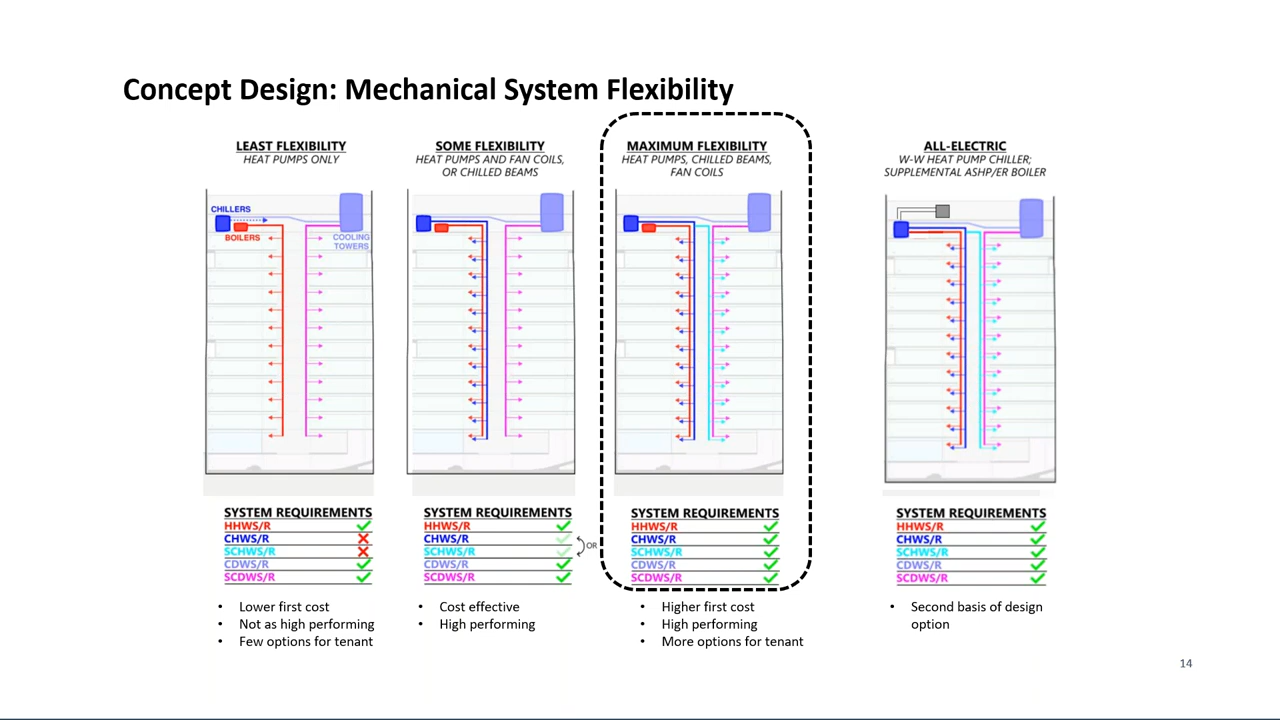 Concept Design: Mechanical System Flexibility
LEAST FLEXIBILITY
HEAT PUMPS ONLY
CHILLERS
BOILERS
COOLING
TOWERS
SYSTEM REQUIREMENTS
HHWS/R
CHWS/R
SCHWS/R
CDWS/R
SCDWS/R
• Lower first cost
• Not as high performing
• Few options for tenant
SOME FLEXIBILITY
HEAT PUMPS AND FAN COILS,
OR CHILLED BEAMS
SYSTEM REQUIREMENTS
HHWS/R
CHWS/R
SCHWS/R
CDWS/R
SCDWS/R
OR
• Cost effective
• High performing
MAXIMUM FLEXIBILITY
HEAT PUMPS, CHILLED BEAMS,
FAN COILS
SYSTEM REQUIREMENTS
HHWS/R
CHWS/R
SCHWS/R
CDWS/R
SCDWS/R
• Higher first cost
• High performing
• More options for tenant
ALL-ELECTRIC
W-W HEAT PUMP CHILLER;
SUPPLEMENTAL ASHP/ER BOILER
SYSTEM REQUIREMENTS
HHWS/R
CHWS/R
SCHWS/R
CDWS/R
SCDWS/R
• Second basis of design
option
14